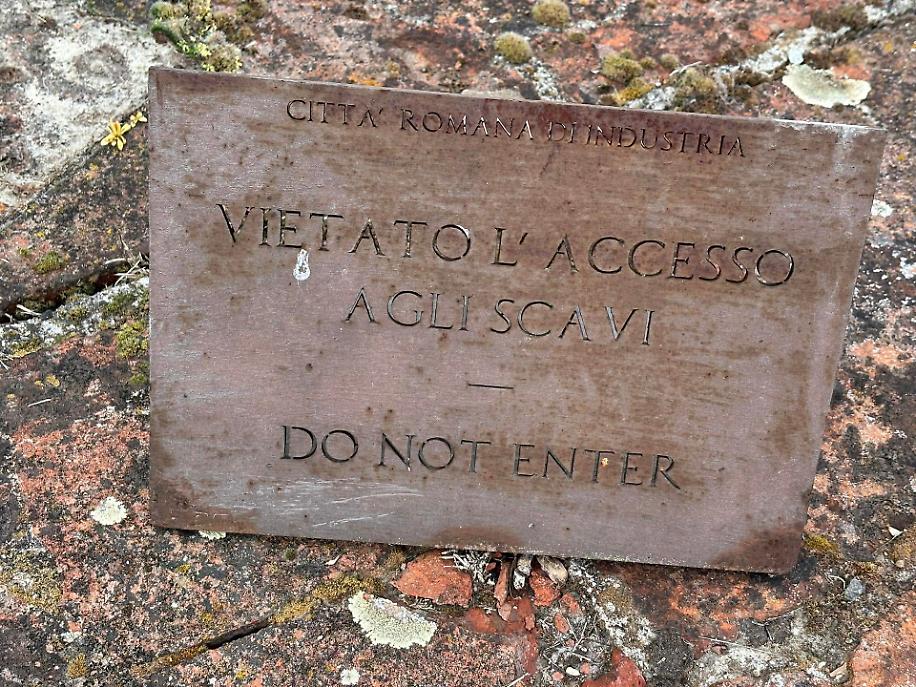 CITTA' ROMANA DI INDUSTRIA
VIETATO L' ACCESSO
AGLI SCAVI
—
DO NOT ENTER